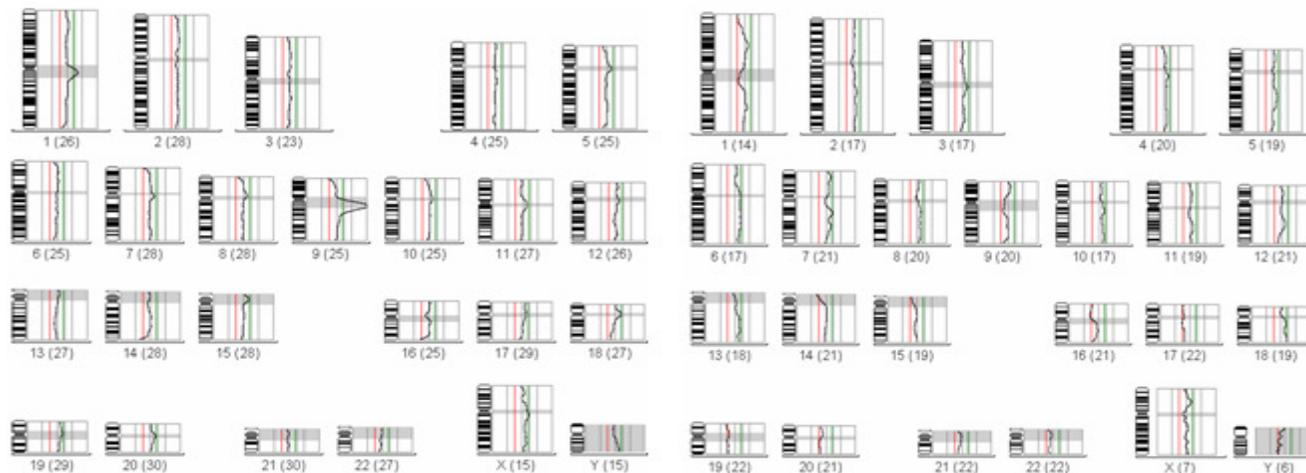 1 (26) 2 (28) 3 (23) 4 (25) 5 (25)
6 (25) 7 (28) 8 (28) 9 (25) 10 (25) 11 (27) 12 (26)
13 (27) 14 (28) 15 (28) 16 (25) 17 (29) 18 (27)
19 (29) 20 (30) 21 (30) 22 (27) X (15) Y (15)
1 (14) 2 (17) 3 (17) 4 (20) 5 (19)
6 (17) 7 (21) 8 (20) 9 (20) 10 (17) 11 (19) 12 (21)
13 (18) 14 (21) 15 (19) 16 (21) 17 (22) 18 (19)
19 (22) 20 (21) 21 (22) 22 (22) X (7) Y (6)